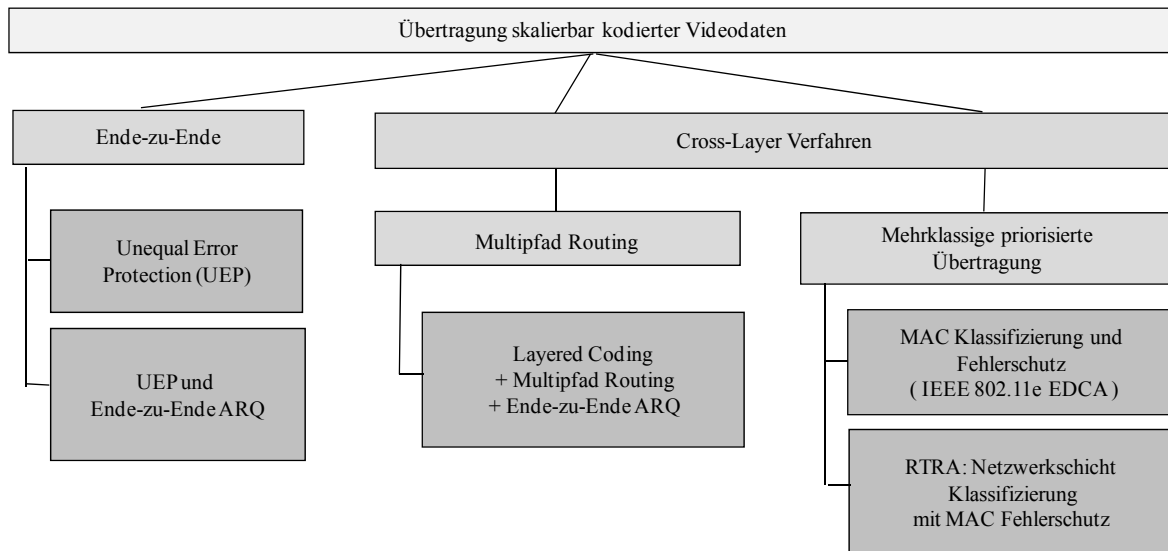 Übertragung skalierbar kodierter Videodaten
Ende-zu-Ende
Cross-Layer Verfahren
Unequal Error
Protection (UEP)
UEP und
Ende-zu-Ende ARQ
Multipfad Routing
Layered Coding
+ Multipfad Routing
+ Ende-zu-Ende ARQ
Mehrklassige priorisierte
Übertragung
MAC Klassifizierung und
Fehlerschutz
( IEEE 802.11e EDCA )
RTRA: Netzwerkschicht
Klassifizierung
mit MAC Fehlerschutz